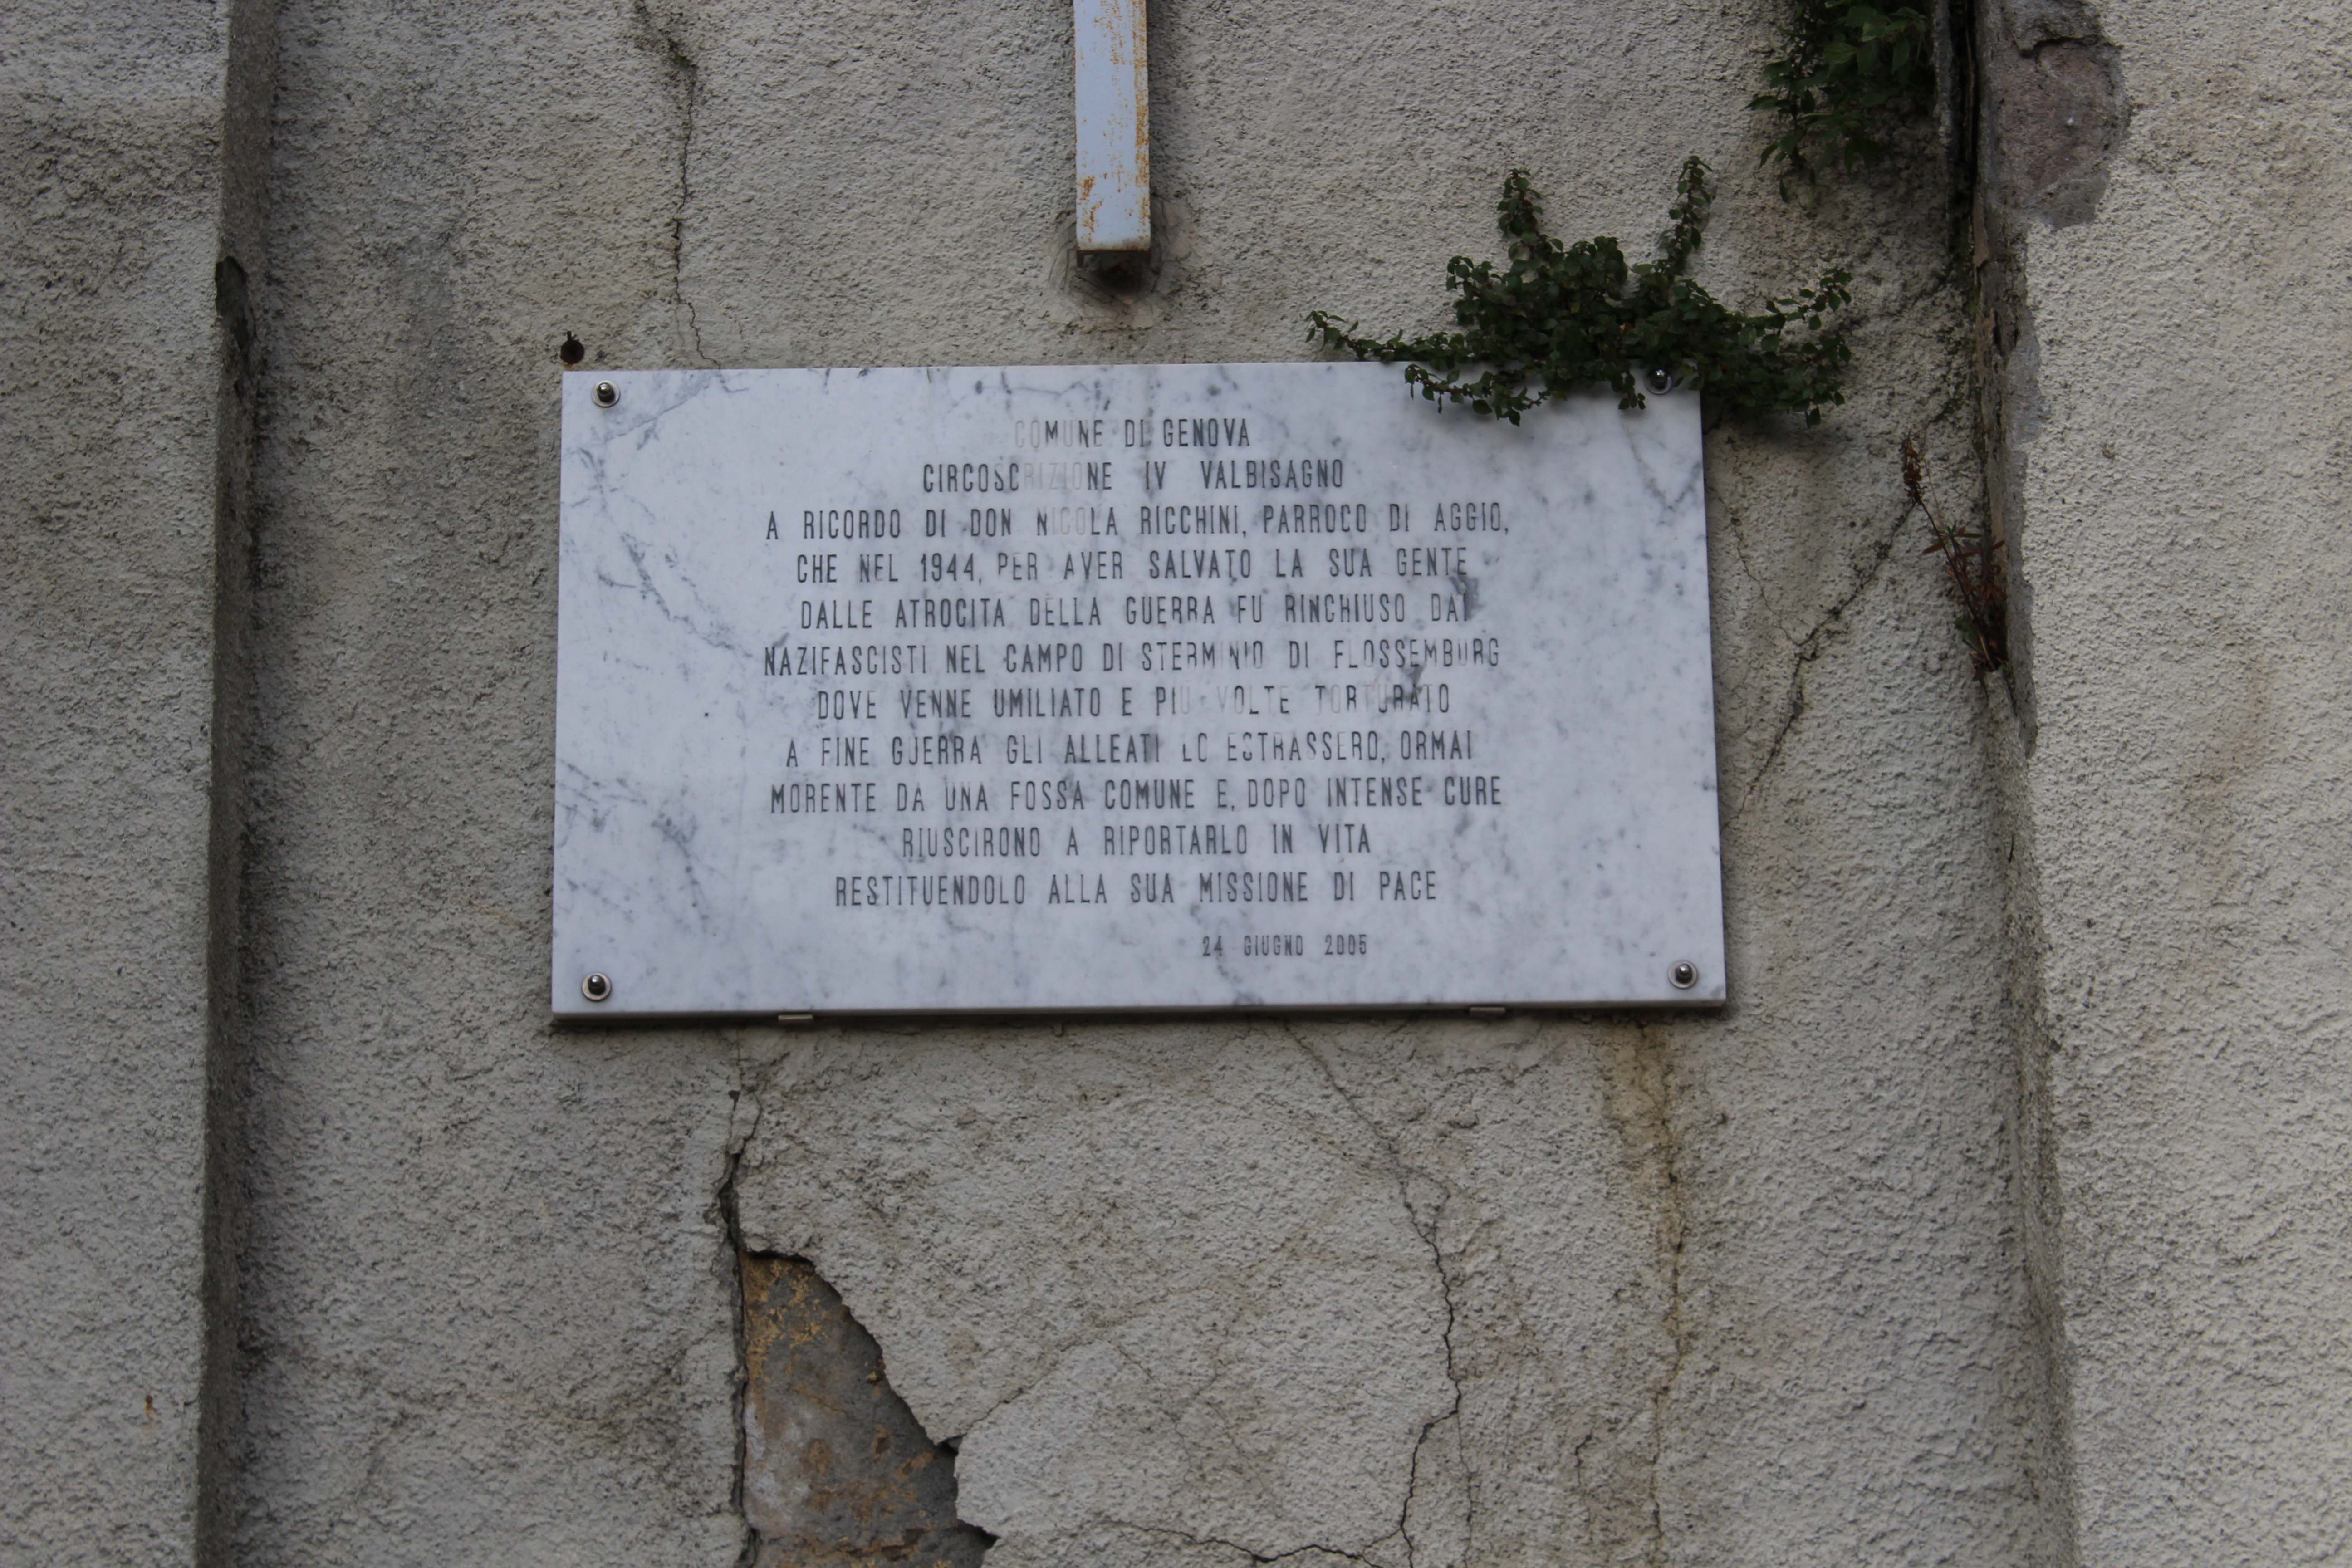 COMUNE DI GENOVA
CIRCOSCRIZIONE IV VALBISAGNO
A RICORDO DI DON NICOLA RICCHINI, PARROCO DI AGGIO,
CHE NEL 1944, PER AVER SALVATO LA SUA GENTE
DALLE ATROCITA DELLA GUERRA FU RINCHIUSO DAI
NAZIFASCISTI NEL CAMPO DI STERMINIO DI FLOSSEMBURG
DOVE VENNE UMILIATO E PIU VOLTE TORTURATO
A FINE GUERRA GLI ALLEATI LO ESTRASSERO, ORMAI
MORENTE DA UNA FOSSA COMUNE E, DOPO INTENSE CURE
RIUSCIRONO A RIPORTARLO IN VITA
RESTITUENDOLO ALLA SUA MISSIONE DI PACE
24 GIUGNO 2005